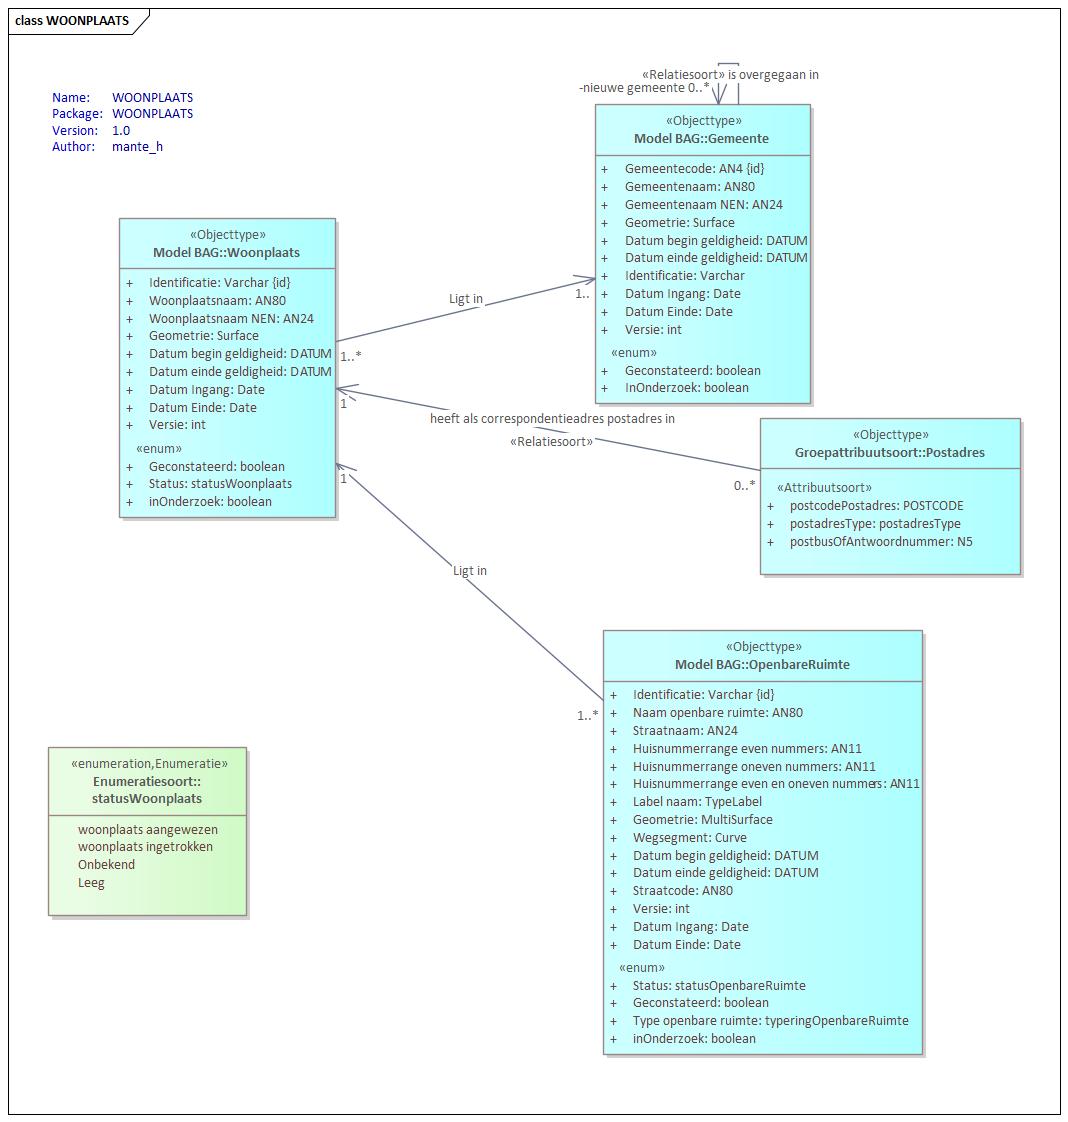 class WOONPLAATS
Name: WOONPLAATS
Package: WOONPLAATS
Version: 1.0
Author: mante_h
«Relatiesoort» is overgegaan in
-nieuwe gemeente 0..*
«Objecttype»
Model BAG::Gemeente
+ Gemeentecode: AN4 {id}
+ Gemeentenaam: AN80
+ Gemeentenaam NEN: AN24
+ Geometrie: Surface
+ Datum begin geldigheid: DATUM
+ Datum einde geldigheid: DATUM
+ Identificatie: Varchar
+ Datum Ingang: Date
+ Datum Einde: Date
+ Versie: int
«enum»
+ Geconstateerd: boolean
+ InOnderzoek: boolean
«Objecttype»
Model BAG::Woonplaats
+ Identificatie: Varchar {id}
+ Woonplaatsnaam: AN80
+ Woonplaatsnaam NEN: AN24
+ Geometrie: Surface
+ Datum begin geldigheid: DATUM
+ Datum einde geldigheid: DATUM
+ Datum Ingang: Date
+ Datum Einde: Date
+ Versie: int
«enum»
+ Geconstateerd: boolean
+ Status: statusWoonplaats
+ inOnderzoek: boolean
Ligt in
1..
1..*
1
heeft als correspondentieadres postadres in
«Relatiesoort»
0..*
«Objecttype»
Groepattribuutsoort::Postadres
«Attribuutsoort»
+ postcodePostadres: POSTCODE
+ postadresType: postadresType
+ postbusOfAntwoordnummer: N5
1
Ligt in
1..*
«Objecttype»
Model BAG::OpenbareRuimte
+ Identificatie: Varchar {id}
+ Naam openbare ruimte: AN80
+ Straatnaam: AN24
+ Huisnummerrange even nummers: AN11
+ Huisnummerrange oneven nummers: AN11
+ Huisnummerrange even en oneven nummers: AN11
+ Label naam: TypeLabel
+ Geometrie: MultiSurface
+ Wegsegment: Curve
+ Datum begin geldigheid: DATUM
+ Datum einde geldigheid: DATUM
+ Straatcode: AN80
+ Versie: int
+ Datum Ingang: Date
+ Datum Einde: Date
«enum»
+ Status: statusOpenbareRuimte
+ Geconstateerd: boolean
+ Type openbare ruimte: typeringOpenbareRuimte
+ inOnderzoek: boolean
«enumeration,Enumeratie»
Enumeratiesoort::
statusWoonplaats
woonplaats aangewezen
woonplaats ingetrokken
Onbekend
Leeg